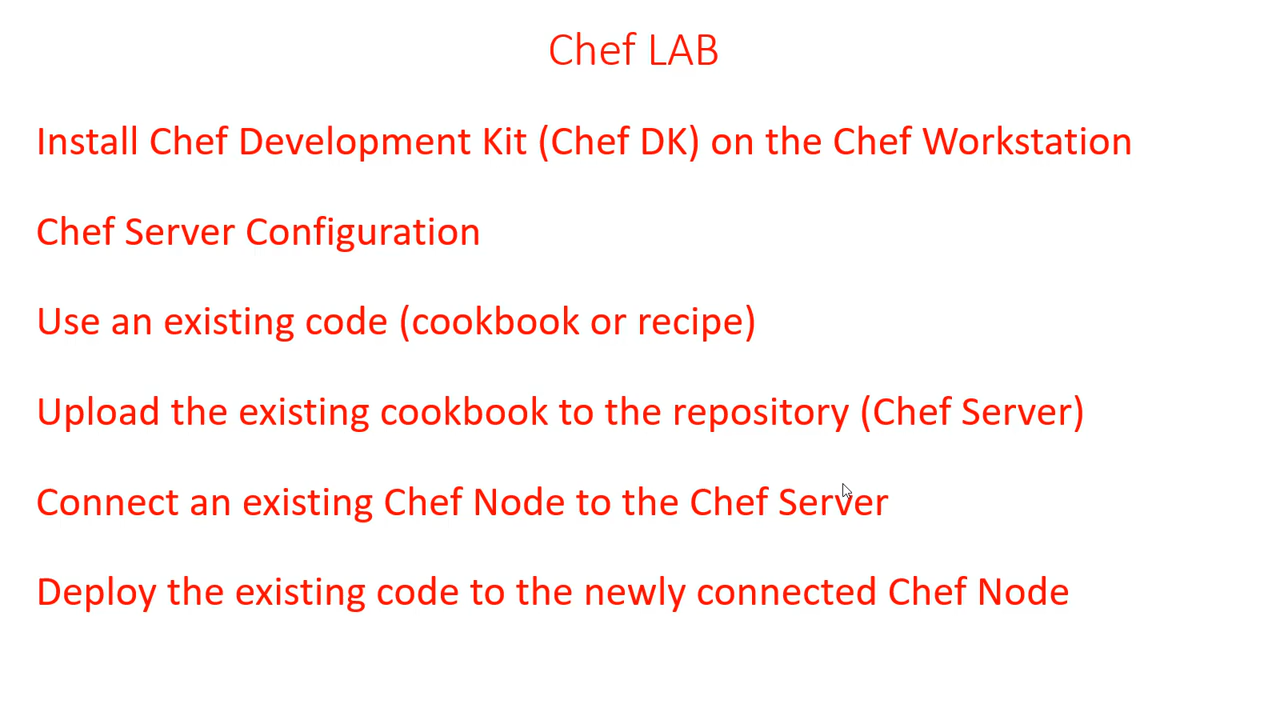 Chef LAB
Install Chef Development Kit (Chef DK) on the Chef Workstation
Chef Server Configuration
Use an existing code (cookbook or recipe)
Upload the existing cookbook to the repository (Chef Server)
Connect an existing Chef Node to the Chef Server
Deploy the existing code to the newly connected Chef Node